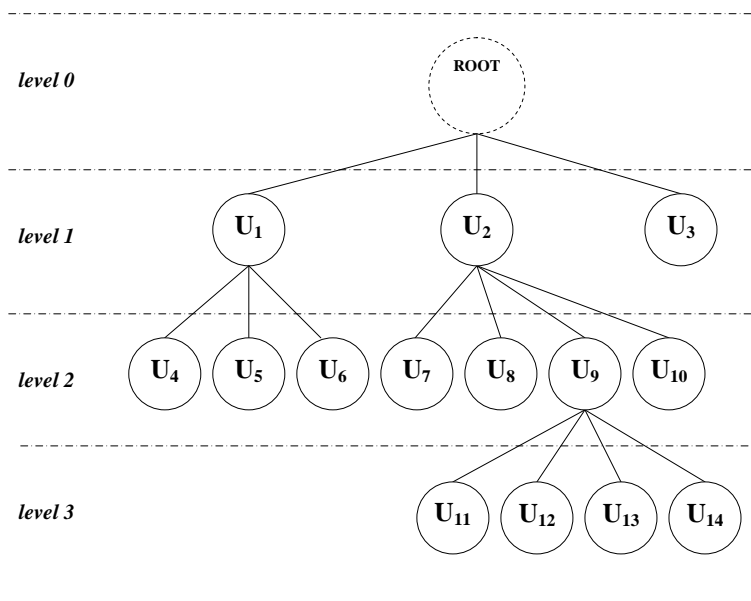 level 0
ROOT
level 1
U1
U2
U3
level 2
U4
U5
U6
U7
U8
U9
U10
level 3
U11
U12
U13
U14